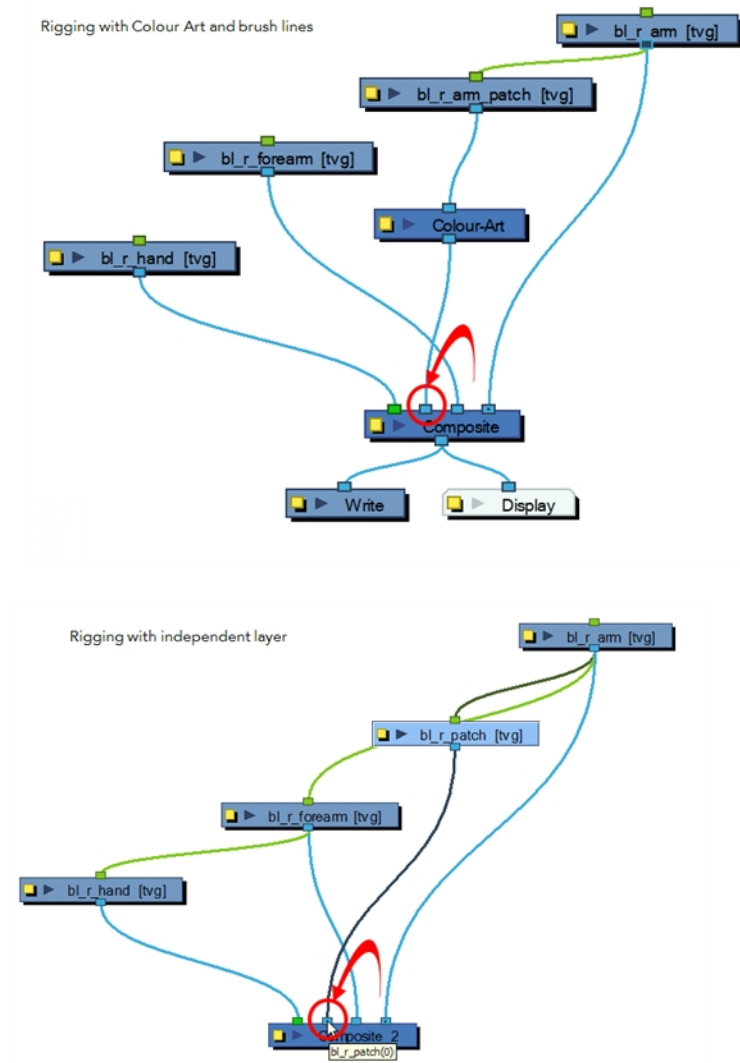 Rigging with Colour Art and brush lines
bl_r_arm [tvg]
bl_r_arm_patch [tvg]
bl_r_forearm [tvg]
Colour-Art
bl_r_hand [tvg]
Composite
Write
Display
Rigging with independent layer
bl_r_arm [tvg]
bl_r_patch [tvg]
bl_r_forearm [tvg]
bl_r_hand [tvg]
Composite_2
bl_r_patch(0)